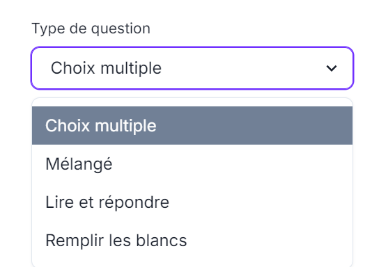 Type de question
Choix multiple
Choix multiple
Mélangé
Lire et répondre
Remplir les blancs